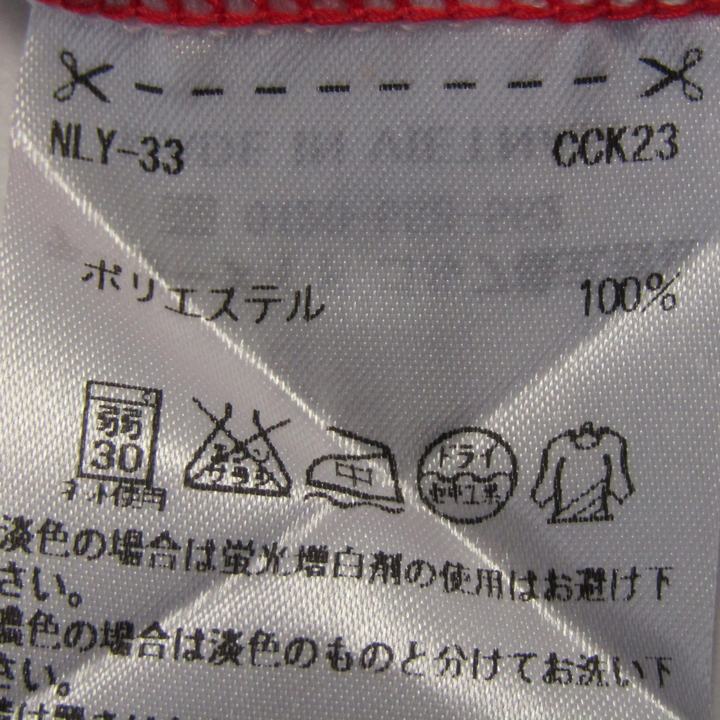 NLY-33 CCK23
ポリエステル 100%
弱
30
ネット使用
エンソ
サラシ
中
ドライ
セキユ系
淡色の場合は蛍光増白剤の使用はお避け下
さい。
濃色の場合は淡色のものと分けてお洗い下
さい。